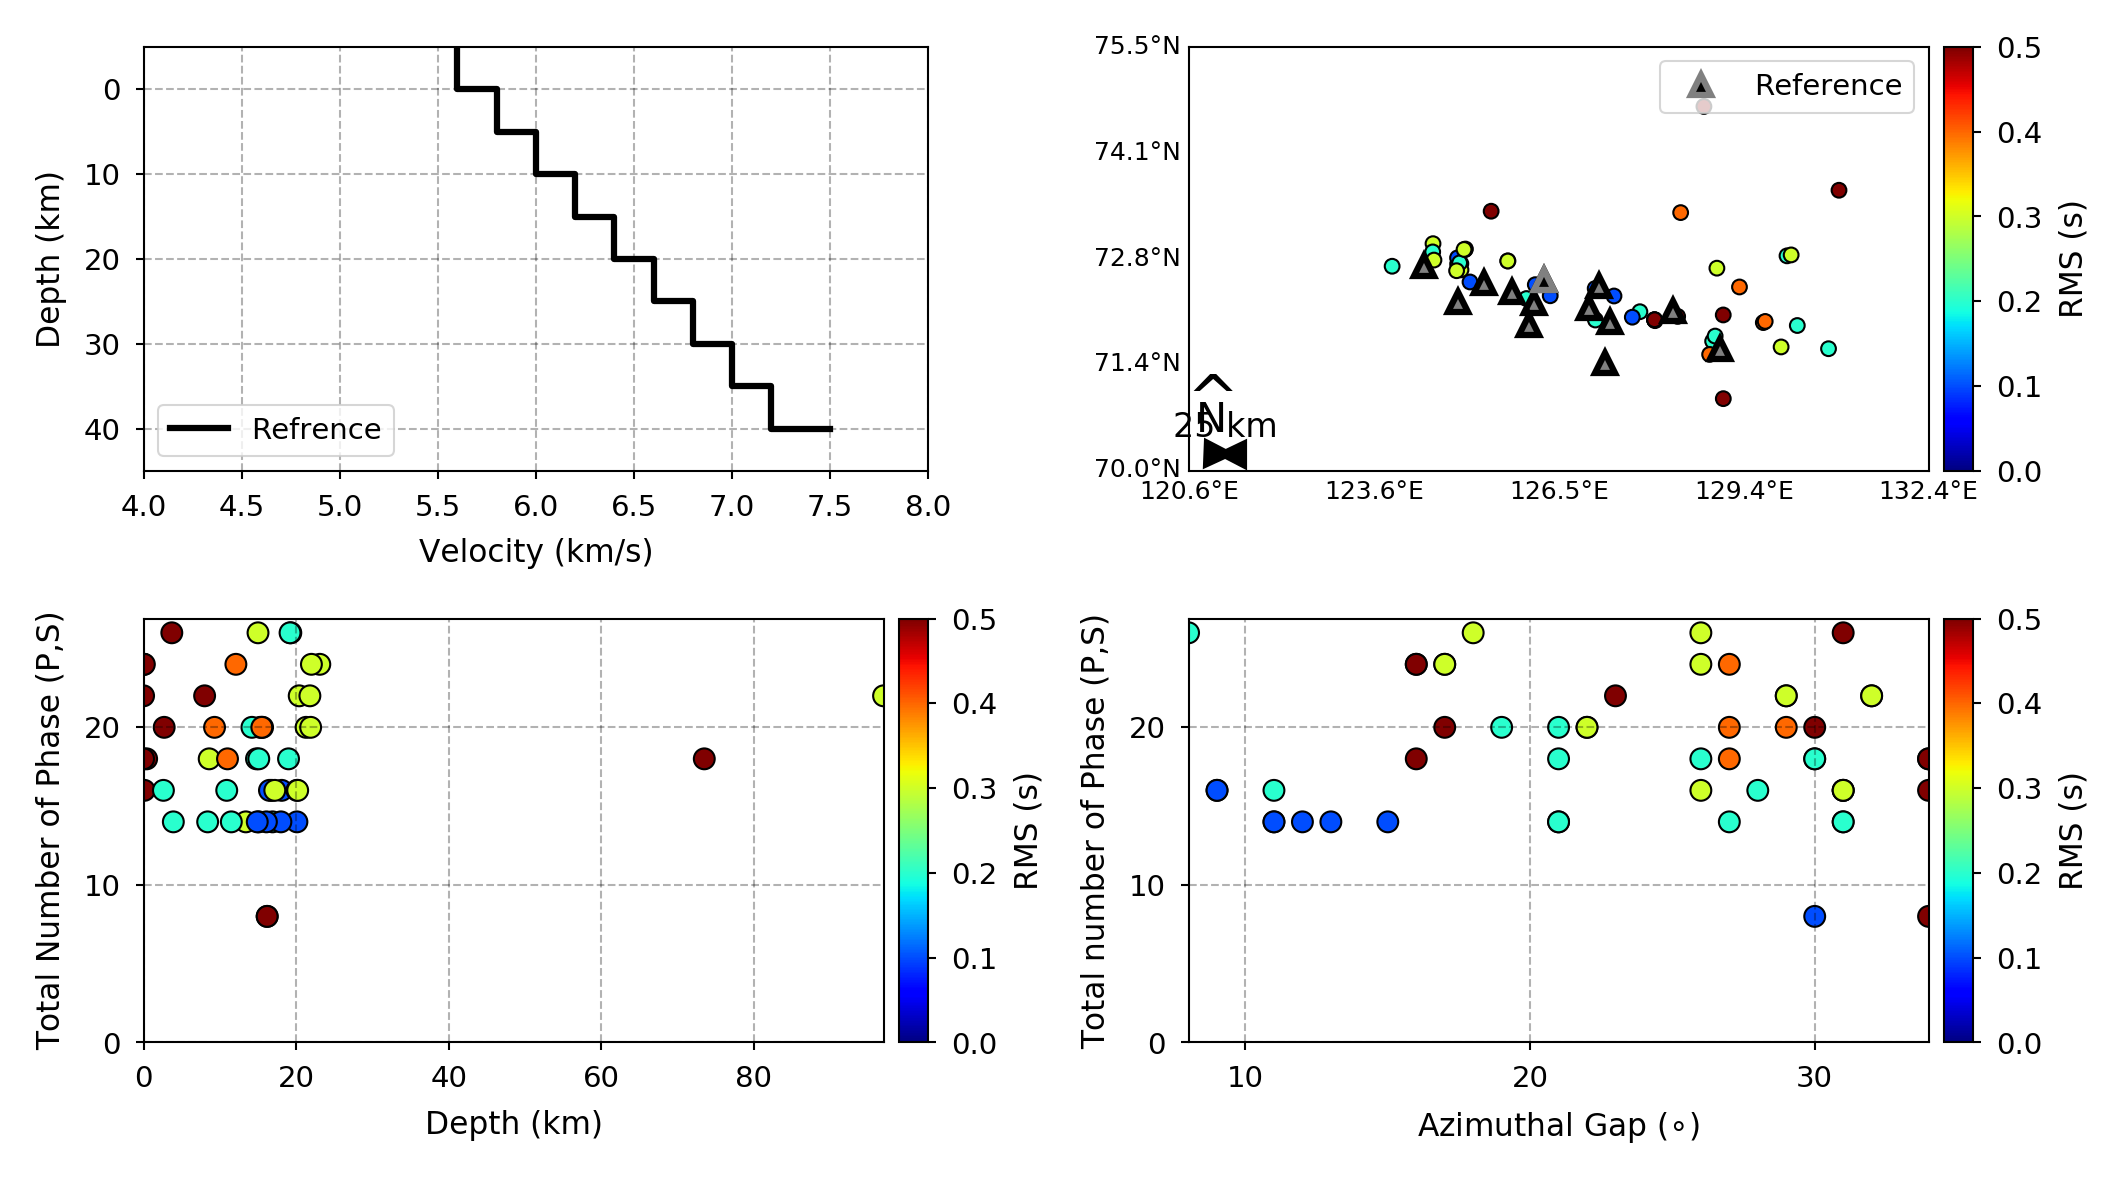 0
10
20
30
40
Depth (km)
4.0 4.5 5.0 5.5 6.0 6.5 7.0 7.5 8.0
Velocity (km/s)
Refrence
75.5°N
74.1°N
72.8°N
71.4°N
70.0°N
120.6°E 123.6°E 126.5°E 129.4°E 132.4°E
Reference
N
25 km
0.5
0.4
0.3
0.2
0.1
0.0
RMS (s)
Total Number of Phase (P,S)
20
10
0
0 20 40 60 80
Depth (km)
0.5
0.4
0.3
0.2
0.1
0.0
RMS (s)
Total number of Phase (P,S)
20
10
0
10 20 30
Azimuthal Gap (∘)
0.5
0.4
0.3
0.2
0.1
0.0
RMS (s)